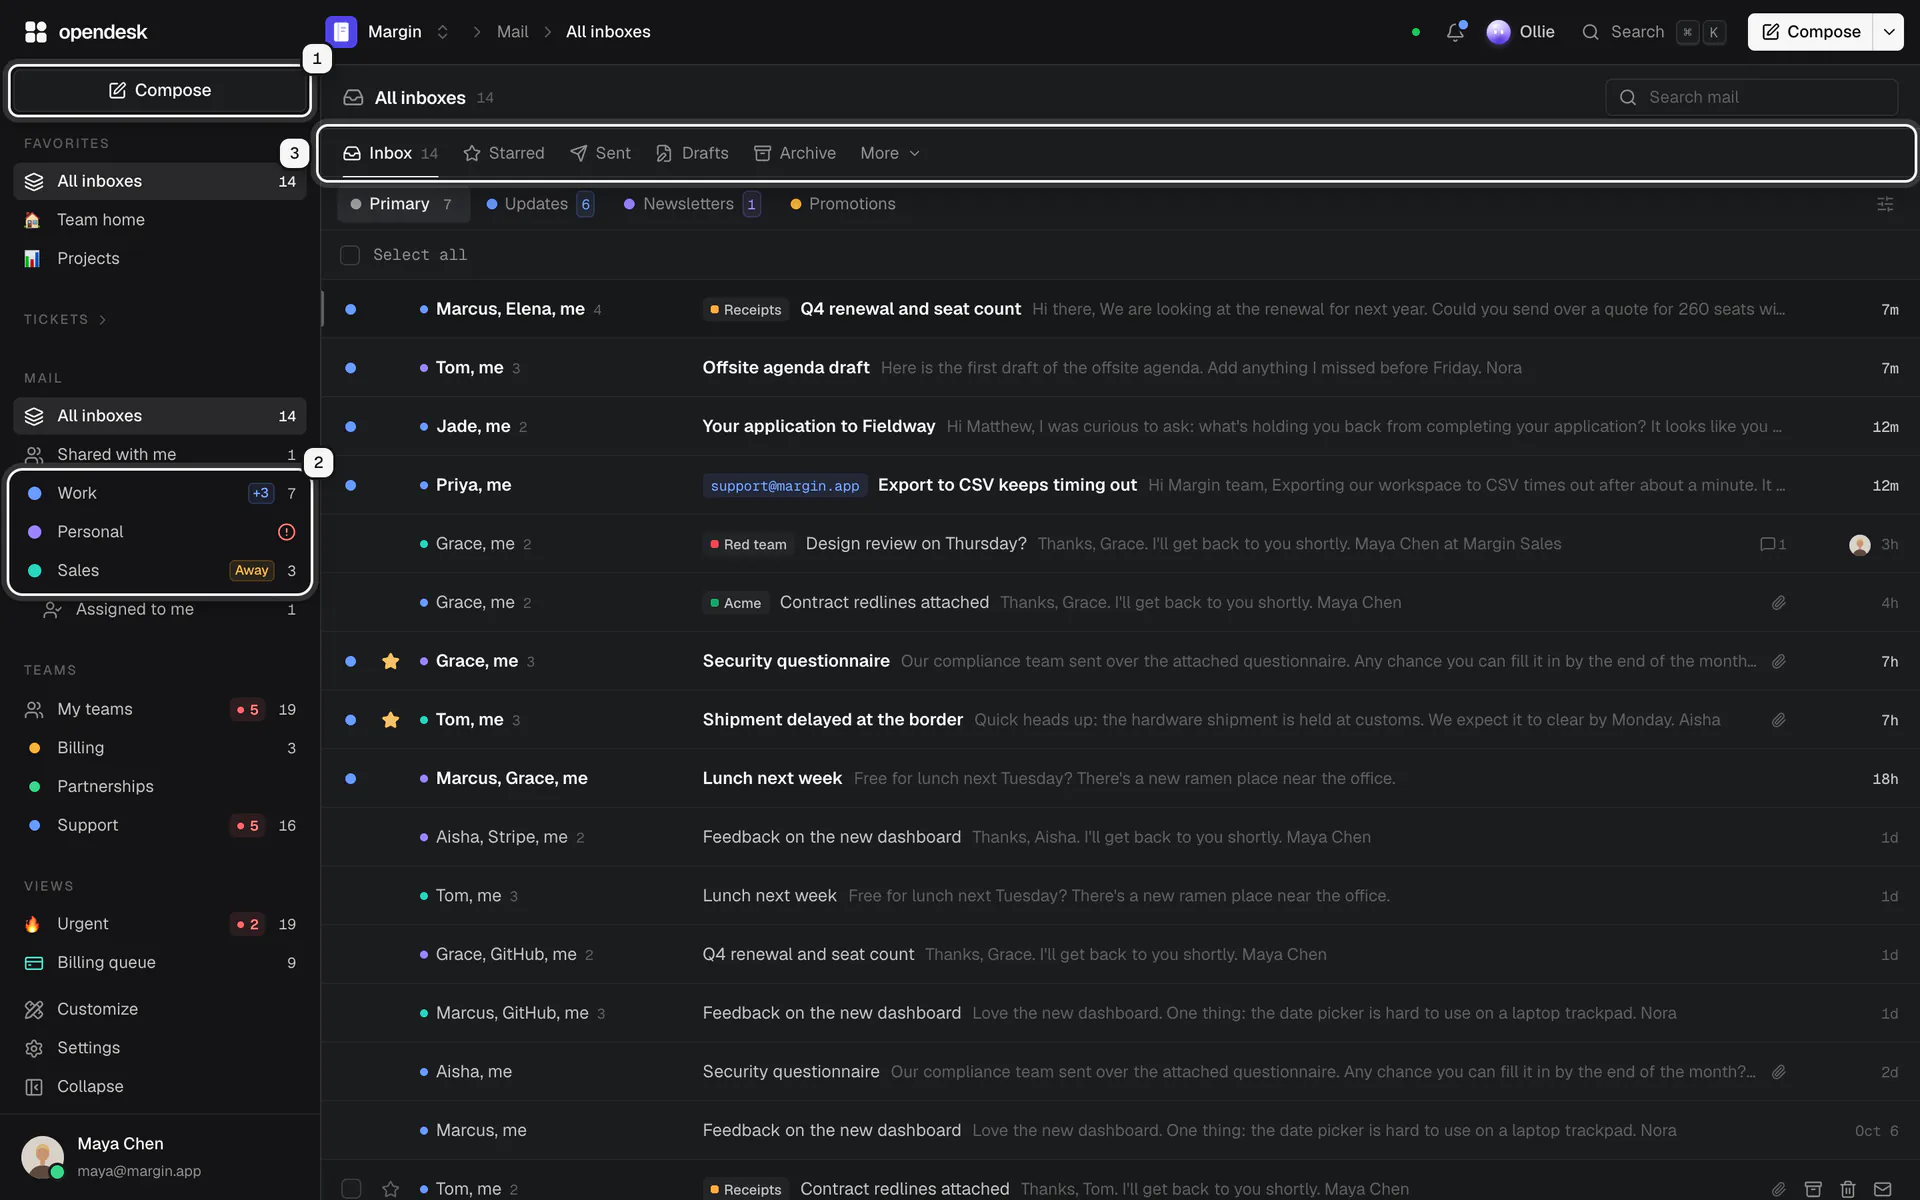 opendesk
Margin
Mail
All inboxes
Ollie
Search
⌘ K
Compose
1
Compose
FAVORITES
All inboxes 14
Team home
Projects
TICKETS
MAIL
All inboxes 14
Shared with me 1
2
Work +3 7
Personal
Sales Away 3
Assigned to me 1
TEAMS
My teams 5 19
Billing 3
Partnerships
Support 5 16
VIEWS
Urgent 2 19
Billing queue 9
Customize
Settings
Collapse
Maya Chen
maya@margin.app
All inboxes 14
Search mail
3
Inbox 14 Starred Sent Drafts Archive More
Primary 7 Updates 6 Newsletters 1 Promotions
Select all
Marcus, Elena, me 4 Receipts Q4 renewal and seat count Hi there, We are looking at the renewal for next year. Could you send over a quote for 260 seats wi... 7m
Tom, me 3 Offsite agenda draft Here is the first draft of the offsite agenda. Add anything I missed before Friday. Nora 7m
Jade, me 2 Your application to Fieldway Hi Matthew, I was curious to ask: what's holding you back from completing your application? It looks like you ... 12m
Priya, me support@margin.app Export to CSV keeps timing out Hi Margin team, Exporting our workspace to CSV times out after about a minute. It ... 12m
Grace, me 2 Red team Design review on Thursday? Thanks, Grace. I'll get back to you shortly. Maya Chen at Margin Sales 1 3h
Grace, me 2 Acme Contract redlines attached Thanks, Grace. I'll get back to you shortly. Maya Chen 4h
Grace, me 3 Security questionnaire Our compliance team sent over the attached questionnaire. Any chance you can fill it in by the end of the month... 7h
Tom, me 3 Shipment delayed at the border Quick heads up: the hardware shipment is held at customs. We expect it to clear by Monday. Aisha 7h
Marcus, Grace, me Lunch next week Free for lunch next Tuesday? There's a new ramen place near the office. 18h
Aisha, Stripe, me 2 Feedback on the new dashboard Thanks, Aisha. I'll get back to you shortly. Maya Chen 1d
Tom, me 3 Lunch next week Free for lunch next Tuesday? There's a new ramen place near the office. 1d
Grace, GitHub, me 2 Q4 renewal and seat count Thanks, Grace. I'll get back to you shortly. Maya Chen 1d
Marcus, GitHub, me 3 Feedback on the new dashboard Love the new dashboard. One thing: the date picker is hard to use on a laptop trackpad. Nora 1d
Aisha, me Security questionnaire Our compliance team sent over the attached questionnaire. Any chance you can fill it in by the end of the month?... 2d
Marcus, me Feedback on the new dashboard Love the new dashboard. One thing: the date picker is hard to use on a laptop trackpad. Nora Oct 6
Tom, me 2 Receipts Contract redlines attached Thanks, Tom. I'll get back to you shortly. Maya Chen